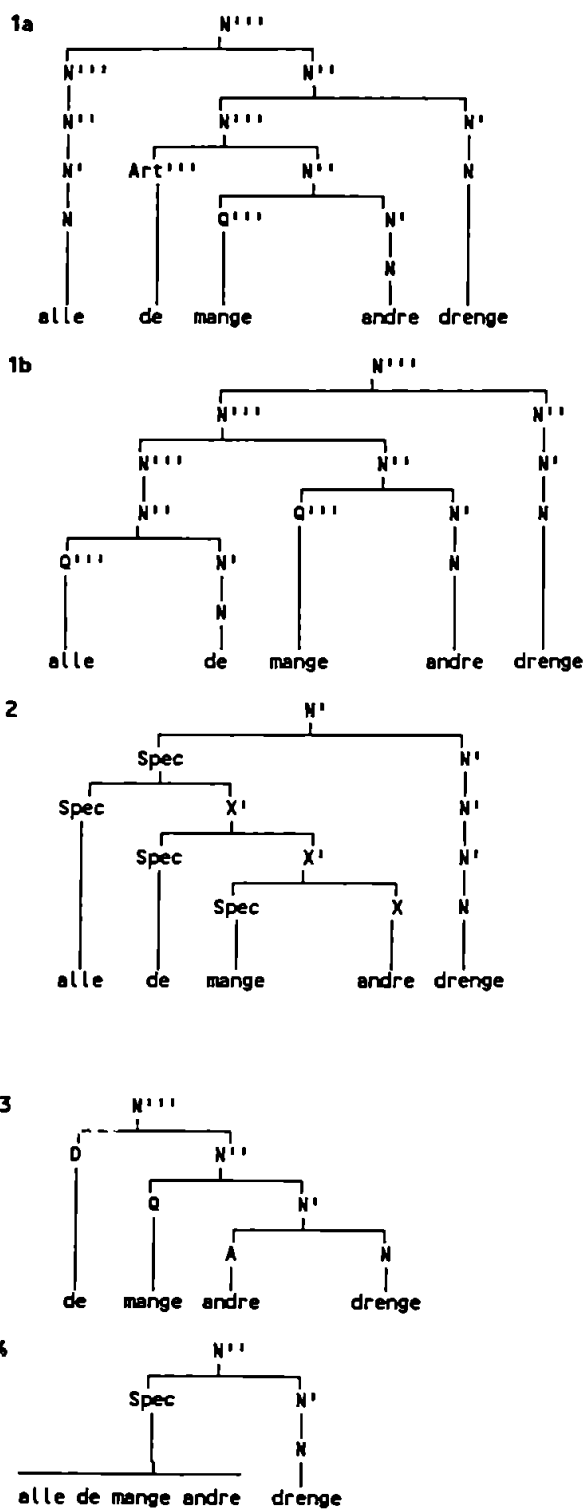 1a
N'''
N''' N''
N'' N''' N'
N' Art''' N'' N
N Q''' N'
N
alle de mange andre drenge
1b
N'''
N''' N''
N''' N'' N'
N'' Q''' N' N
Q''' N' N
N
alle de mange andre drenge
2
N'
Spec N'
Spec X' N'
Spec X' N'
Spec X N
alle de mange andre drenge
3
N'''
D N''
Q N'
A N
de mange andre drenge
4
N''
Spec N'
N
alle de mange andre drenge